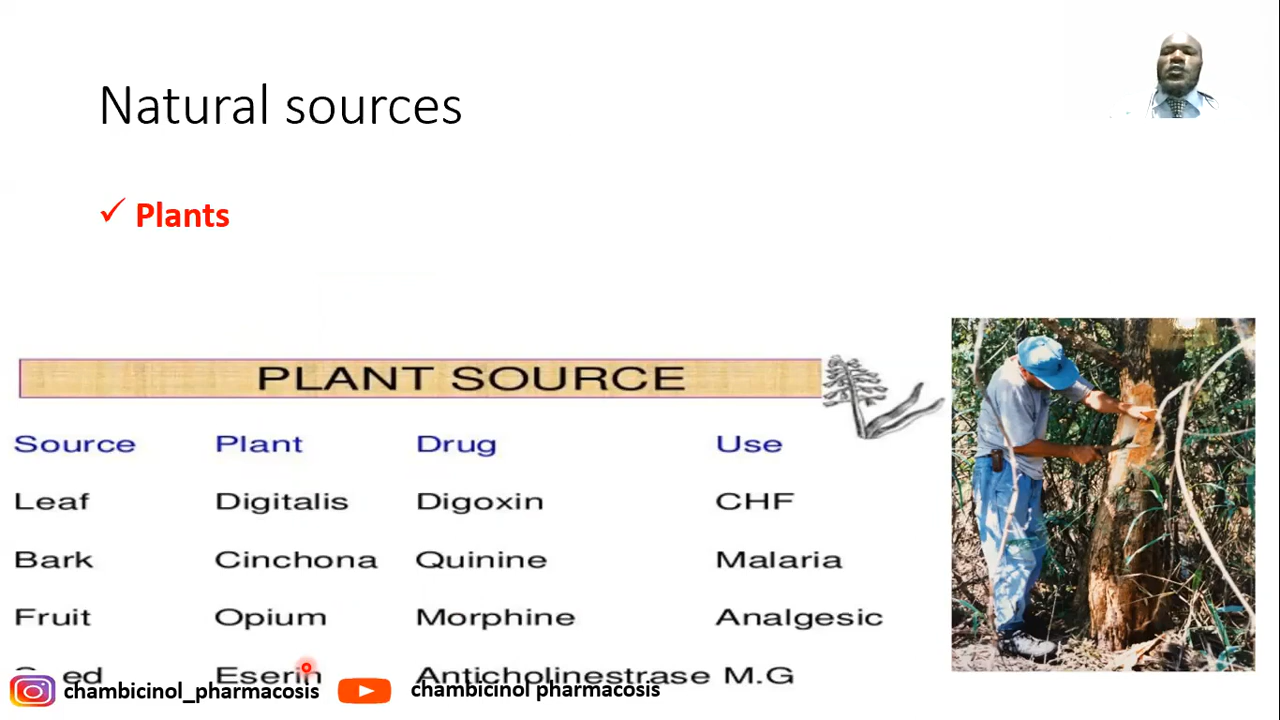 Natural sources
✓ Plants
PLANT SOURCE
Source Plant Drug Use
Leaf Digitalis Digoxin CHF
Bark Cinchona Quinine Malaria
Fruit Opium Morphine Analgesic
Eserin Anticholinestrase M.G
chambicinol_pharmacosis chambicinol pharmacosis